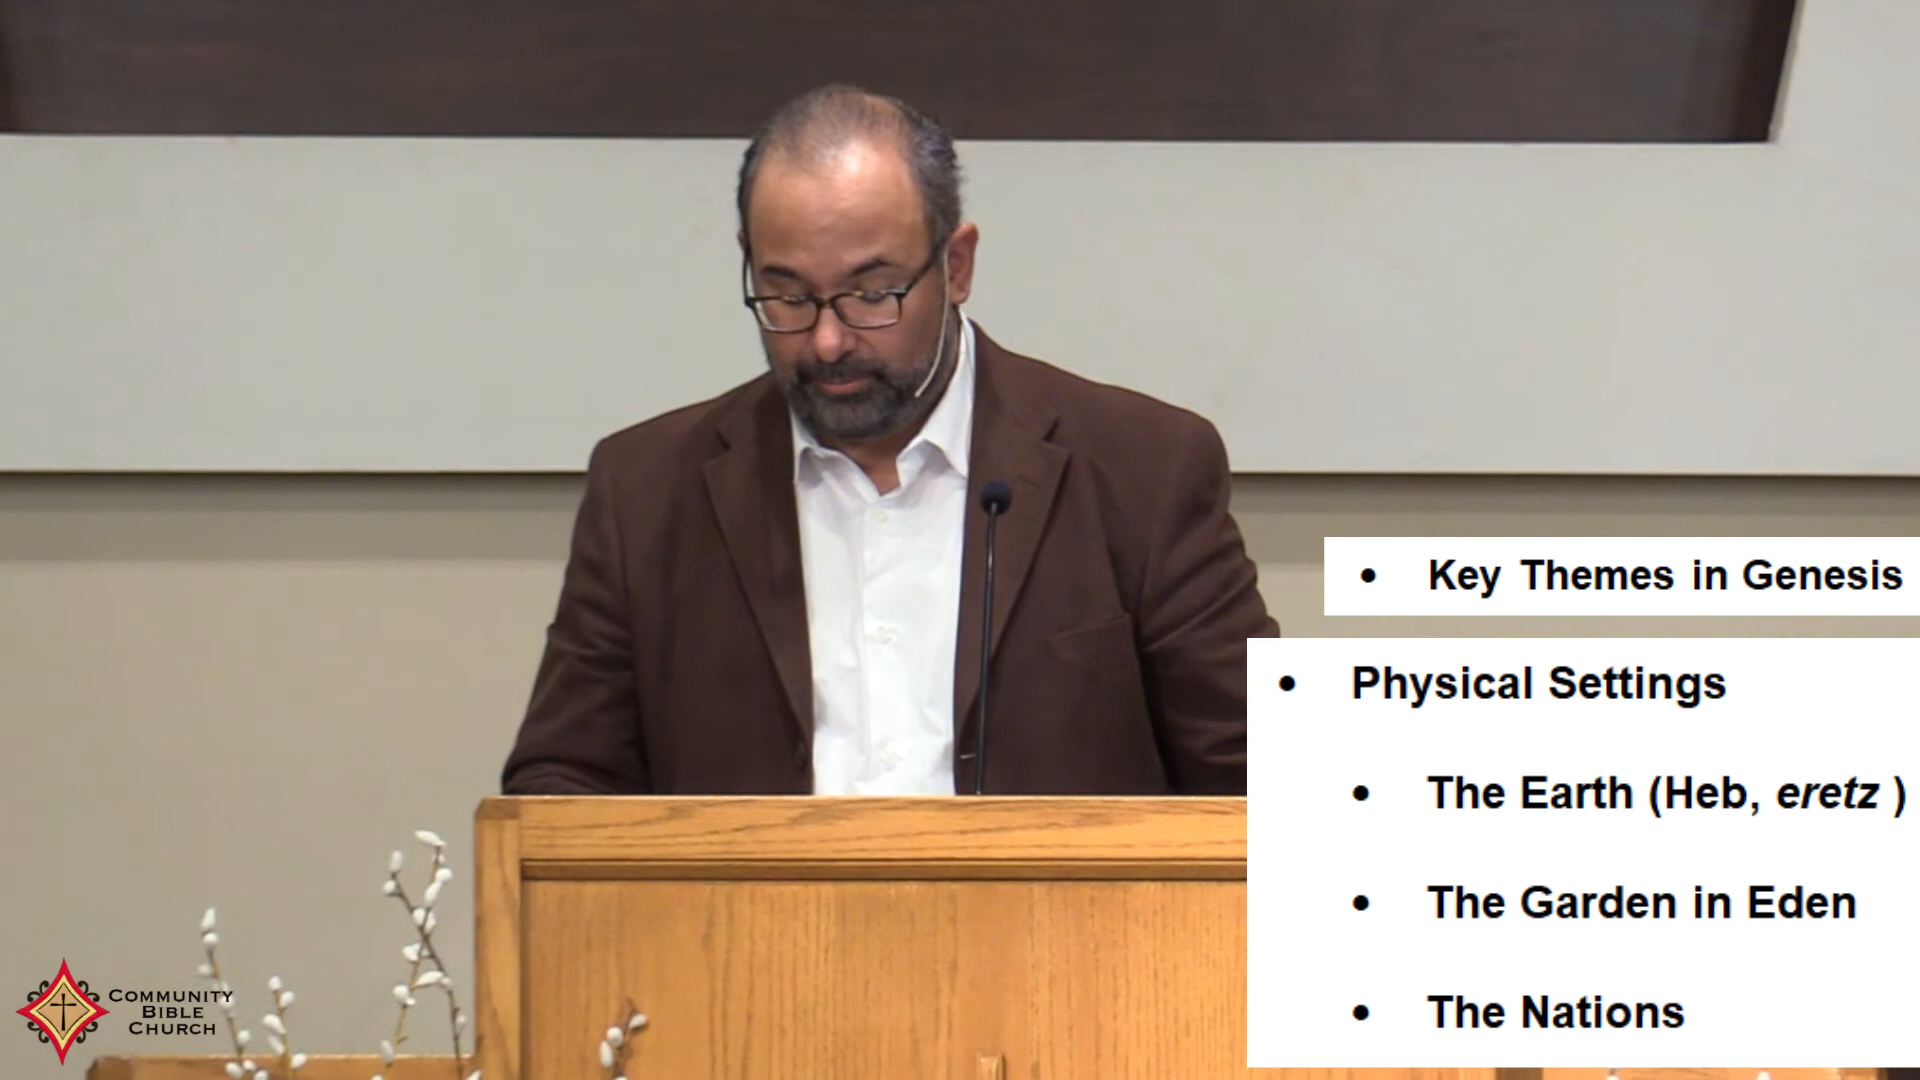 • Key Themes in Genesis
• Physical Settings
• The Earth (Heb, eretz )
• The Garden in Eden
• The Nations
COMMUNITY
BIBLE
CHURCH